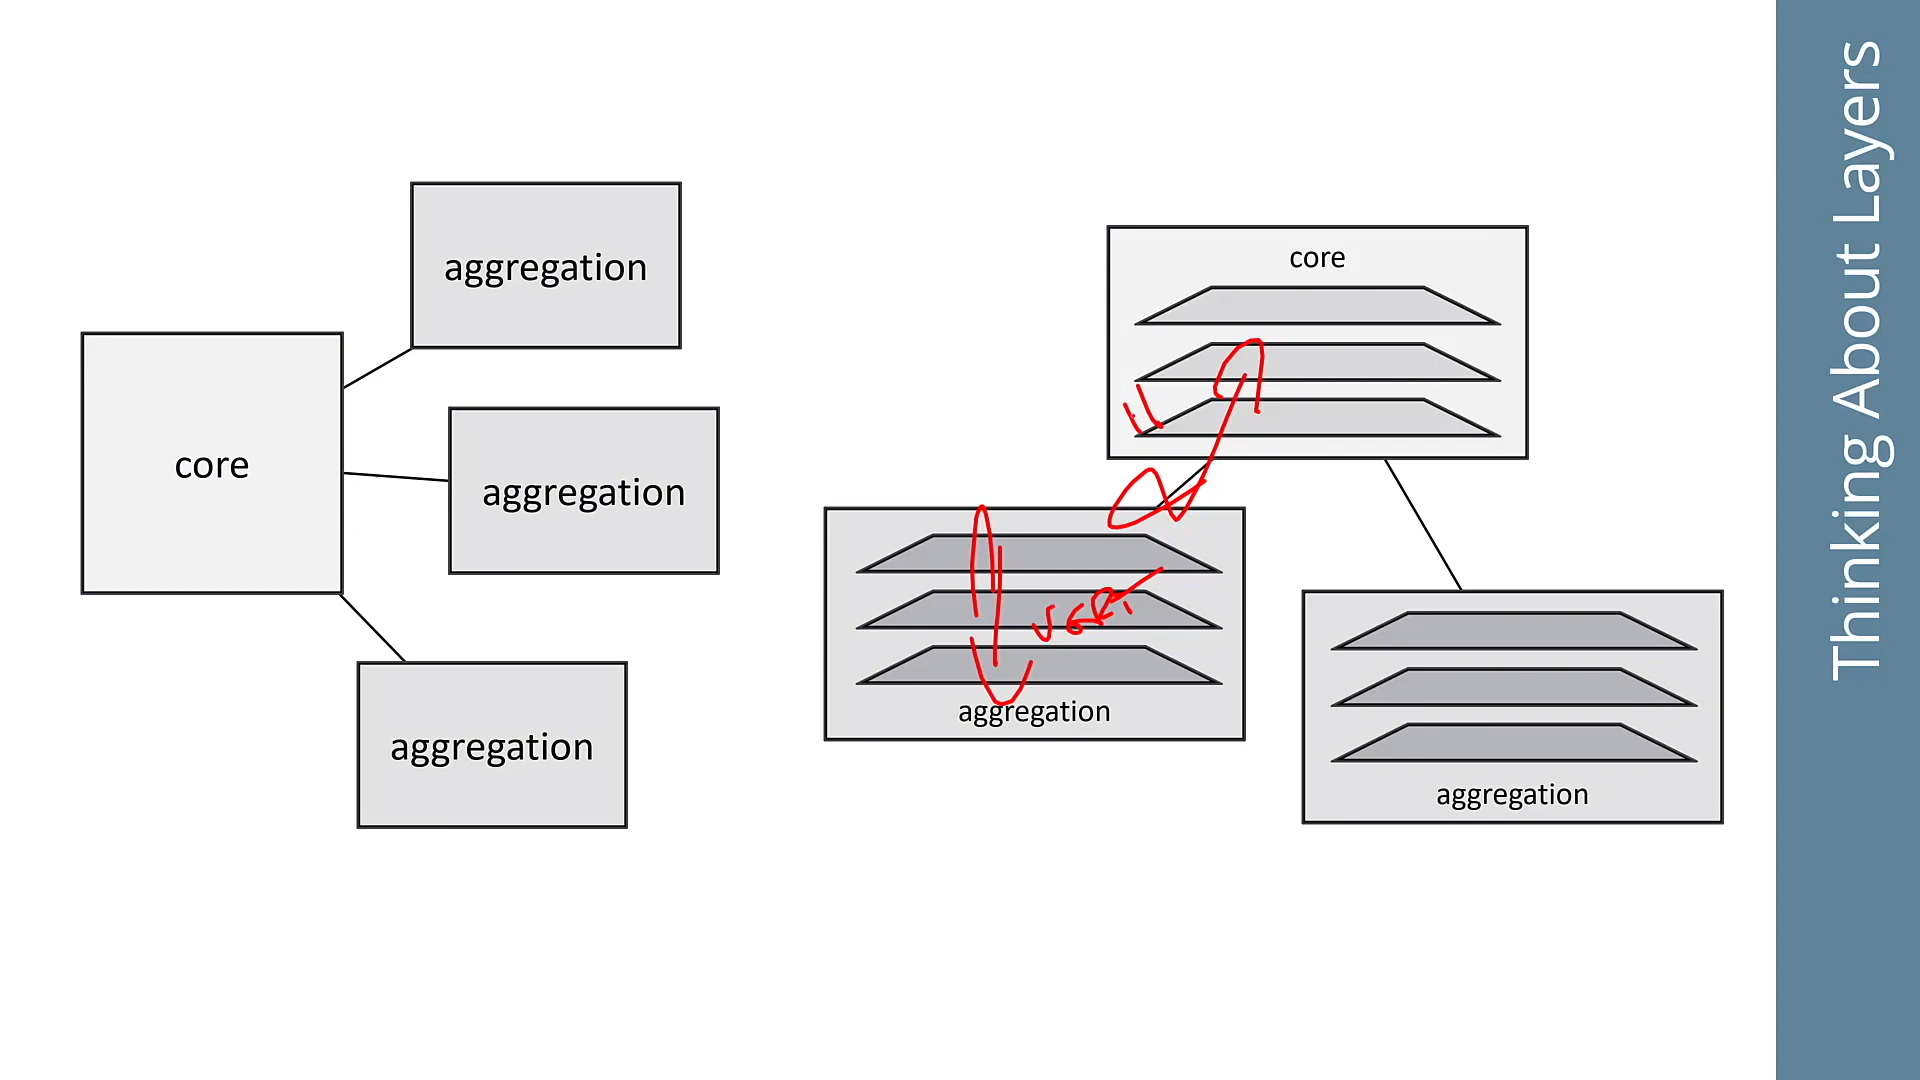 aggregation
core
aggregation
aggregation
core
aggregation
aggregation
Thinking About Layers